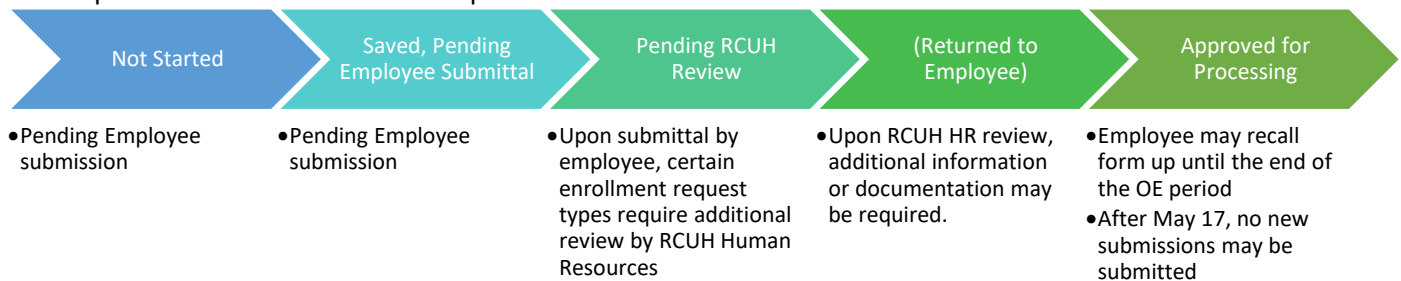 Not Started
Saved, Pending
Employee Submittal
Pending RCUH
Review
(Returned to
Employee)
Approved for
Processing
•Pending Employee
submission
•Pending Employee
submission
•Upon submittal by
employee, certain
enrollment request
types require additional
review by RCUH Human
Resources
•Upon RCUH HR review,
additional information
or documentation may
be required.
•Employee may recall
form up until the end of
the OE period
•After May 17, no new
submissions may be
submitted